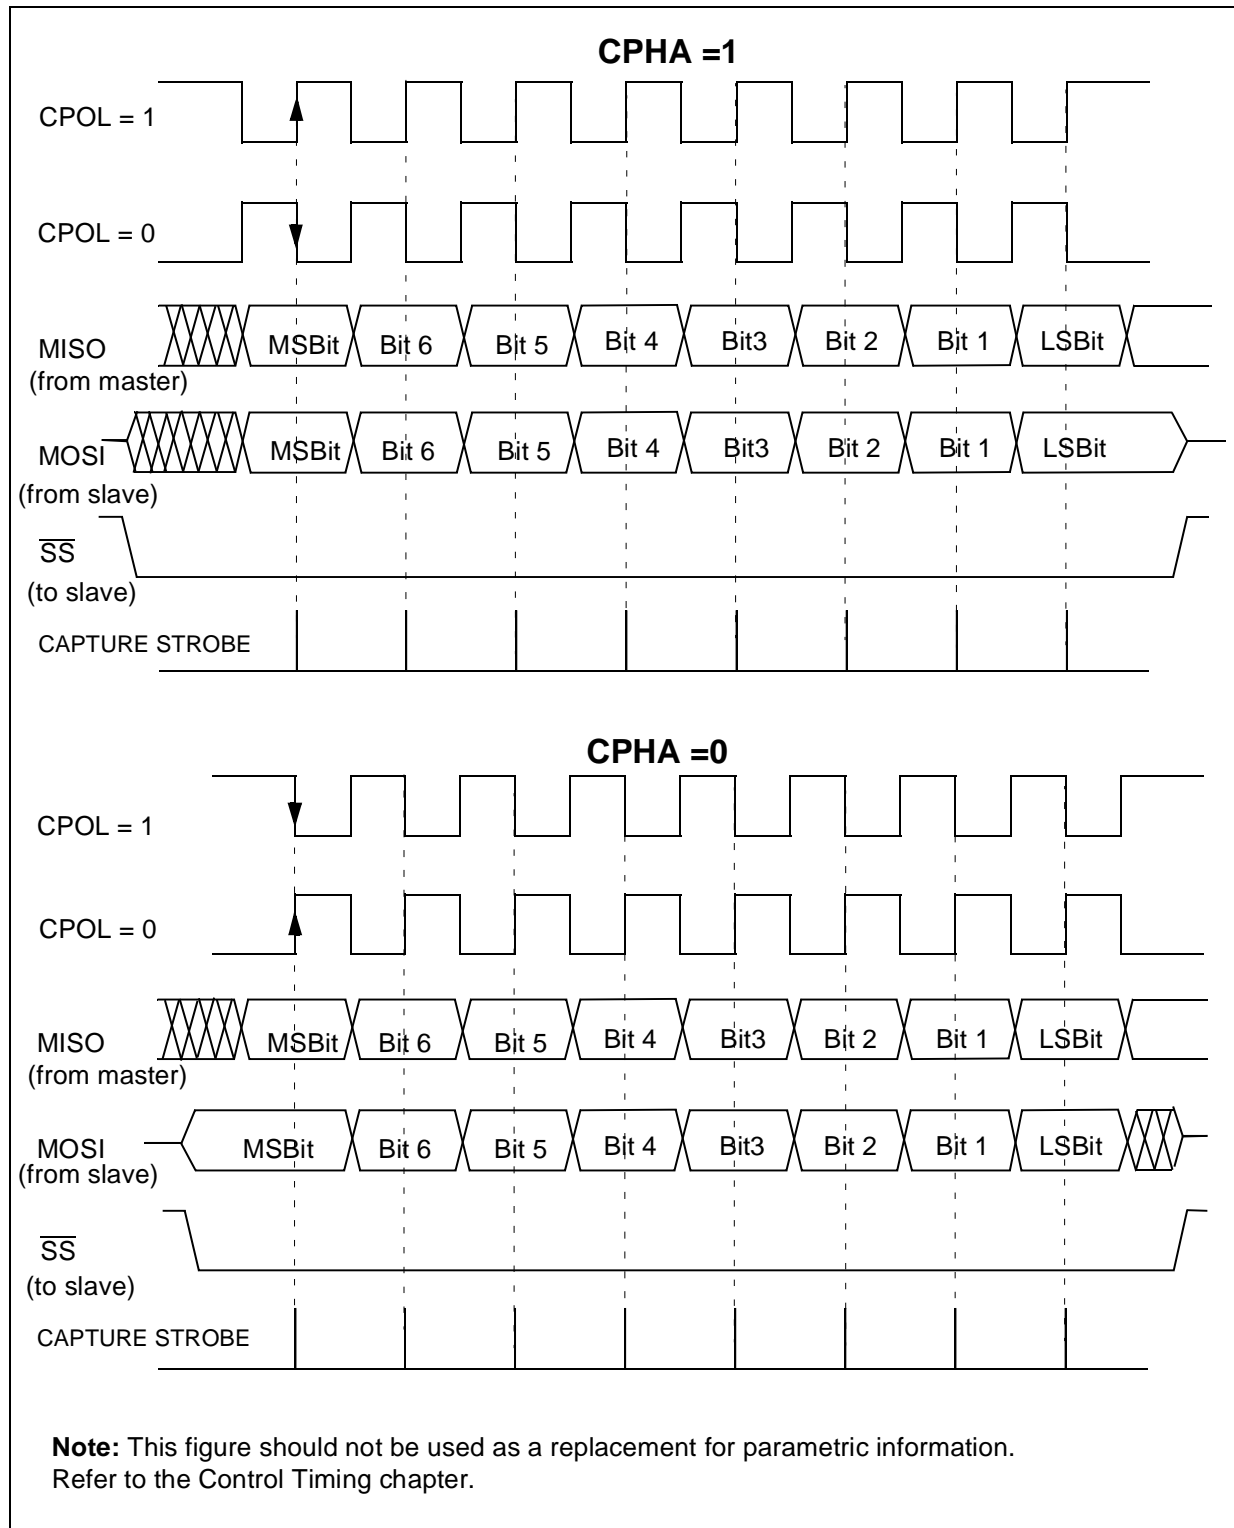 CPHA =1
CPOL = 1
CPOL = 0
MISO
(from master)
MSBit Bit 6 Bit 5 Bit 4 Bit3 Bit 2 Bit 1 LSBit
MOSI
(from slave)
MSBit Bit 6 Bit 5 Bit 4 Bit3 Bit 2 Bit 1 LSBit
SS
(to slave)
CAPTURE STROBE
CPHA =0
CPOL = 1
CPOL = 0
MISO
(from master)
MSBit Bit 6 Bit 5 Bit 4 Bit3 Bit 2 Bit 1 LSBit
MOSI
(from slave)
MSBit Bit 6 Bit 5 Bit 4 Bit3 Bit 2 Bit 1 LSBit
SS
(to slave)
CAPTURE STROBE
Note: This figure should not be used as a replacement for parametric information.
Refer to the Control Timing chapter.